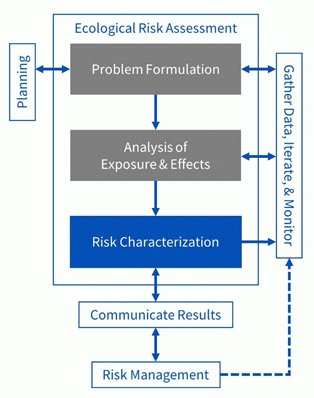 Ecological Risk Assessment
Planning
Problem Formulation
Gather Data, Iterate, & Monitor
Analysis of
Exposure & Effects
Risk Characterization
Communicate Results
Risk Management